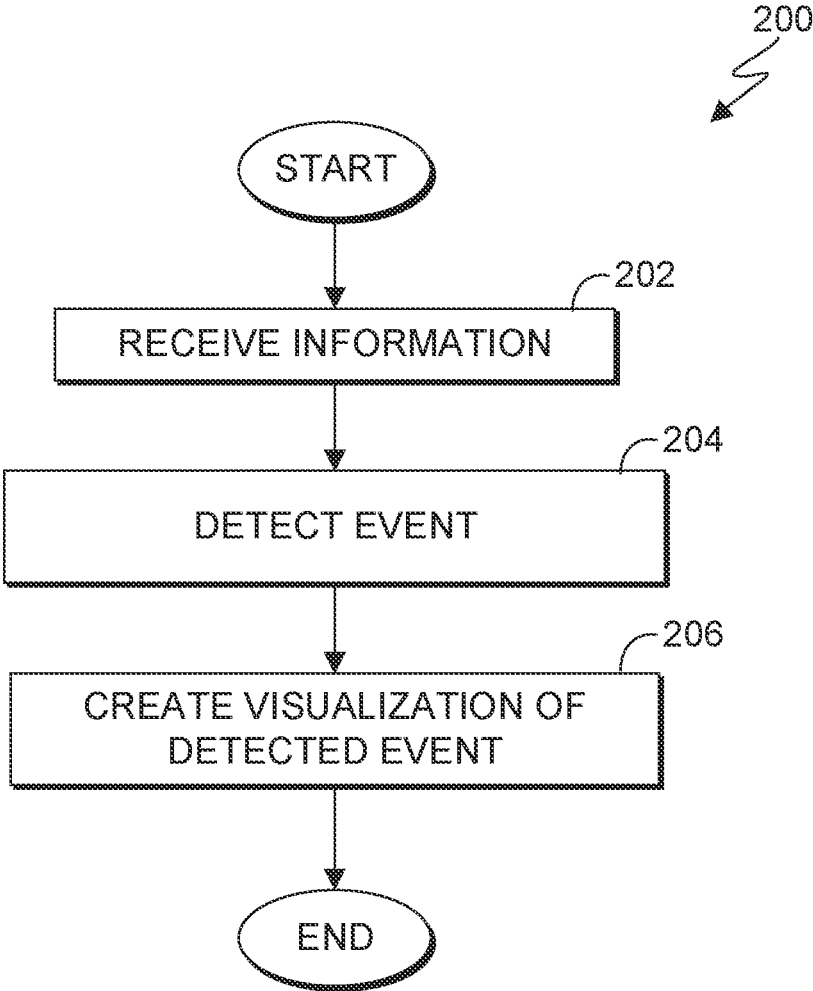 200
START
202
RECEIVE INFORMATION
204
DETECT EVENT
206
CREATE VISUALIZATION OF
DETECTED EVENT
END